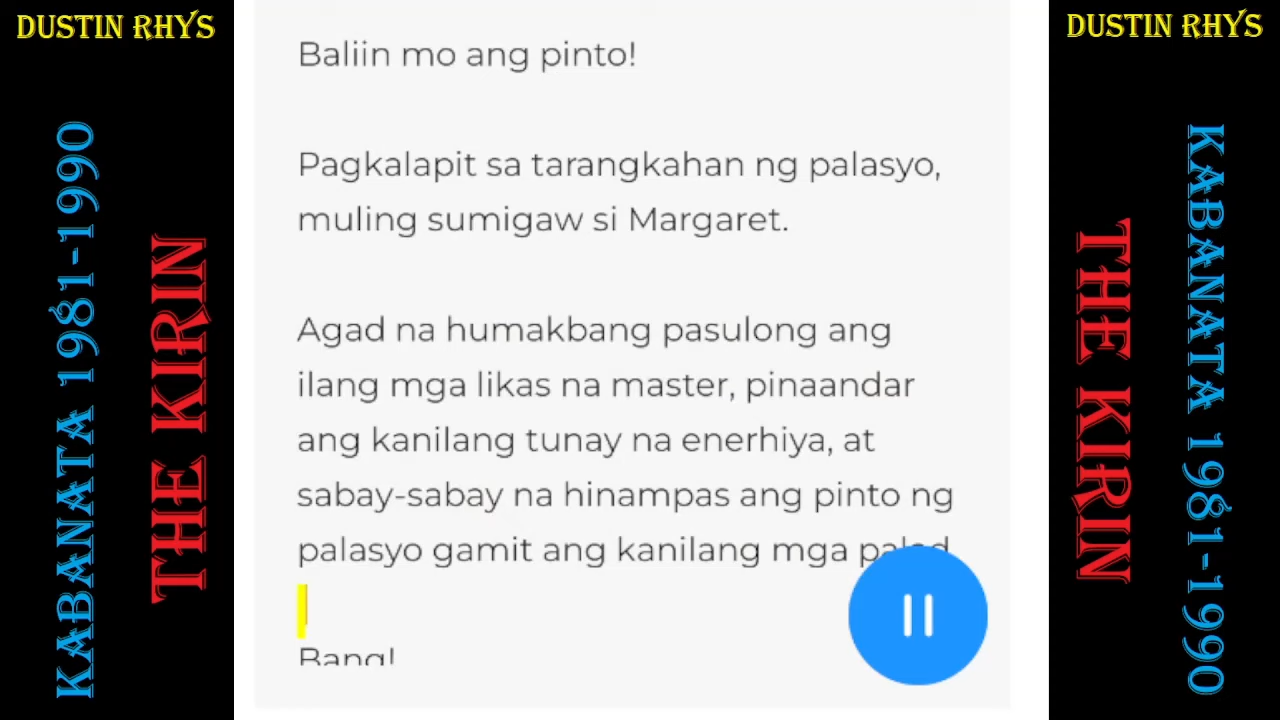 DUSTIN RHYS
KABANATA 1981-1990
THE KIRIN
Baliin mo ang pinto!
Pagkalapit sa tarangkahan ng palasyo,
muling sumigaw si Margaret.
Agad na humakbang pasulong ang
ilang mga likas na master, pinaandar
ang kanilang tunay na enerhiya, at
sabay-sabay na hinampas ang pinto ng
palasyo gamit ang kanilang mga palad
Bang!
DUSTIN RHYS
THE KIRIN
KABANATA 1981-1990